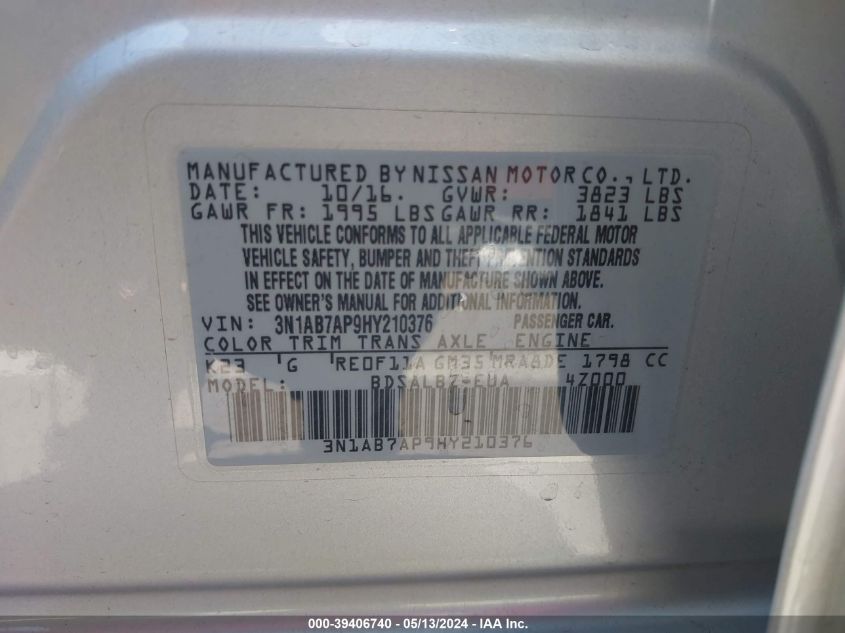 MANUFACTURED BY NISSAN MOTOR CO., LTD.
DATE: 10/16. GVWR: 3823 LBS
GAWR FR: 1995 LBS GAWR RR: 1841 LBS
THIS VEHICLE CONFORMS TO ALL APPLICABLE FEDERAL MOTOR
VEHICLE SAFETY, BUMPER AND THEFT PREVENTION STANDARDS
IN EFFECT ON THE DATE OF MANUFACTURE SHOWN ABOVE.
SEE OWNER'S MANUAL FOR ADDITIONAL INFORMATION.
VIN: 3N1AB7AP9HY210376 PASSENGER CAR.
COLOR TRIM TRANS AXLE ENGINE
K23 G RE0F11A GM35 MRA8DE 1798 CC
MODEL: BDSALBZ-EUA 4Z000
3N1AB7AP9HY210376
000-39406740 - 05/13/2024 - IAA Inc.